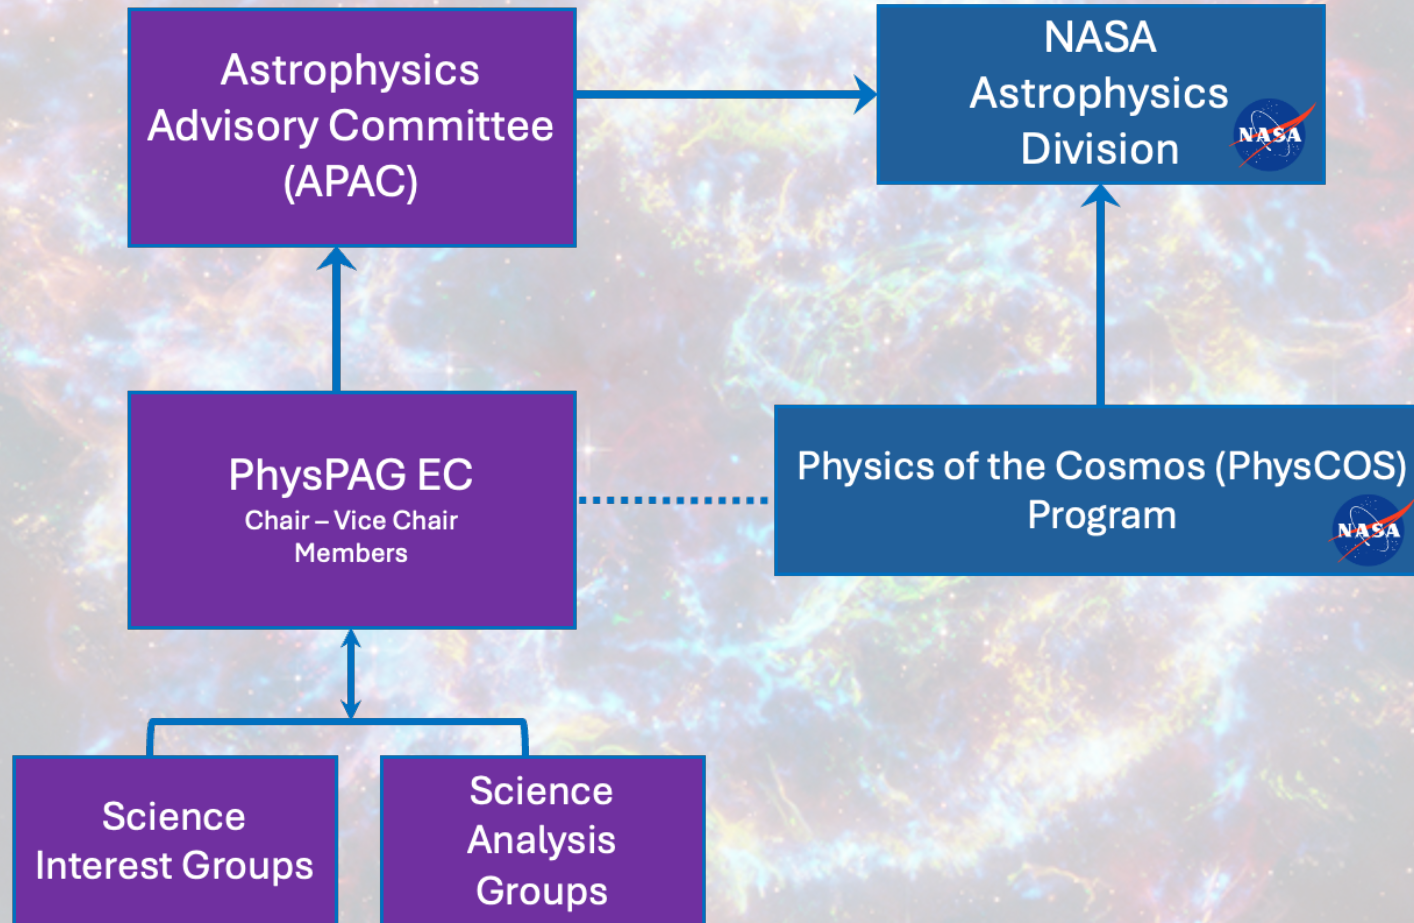 Astrophysics
Advisory Committee
(APAC)
NASA
Astrophysics
Division
NASA
PhysPAG EC
Chair – Vice Chair
Members
Physics of the Cosmos (PhysCOS)
Program
NASA
Science
Interest Groups
Science
Analysis
Groups